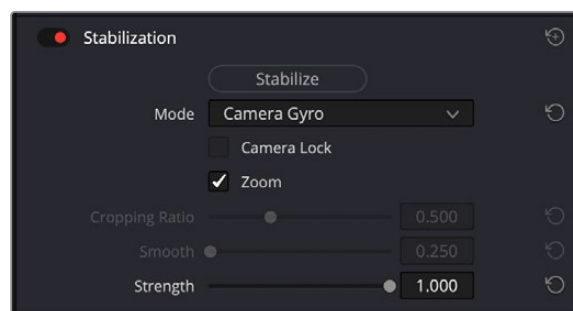 Stabilization
Stabilize
Mode Camera Gyro
Camera Lock
Zoom
Cropping Ratio 0.500
Smooth 0.250
Strength 1.000